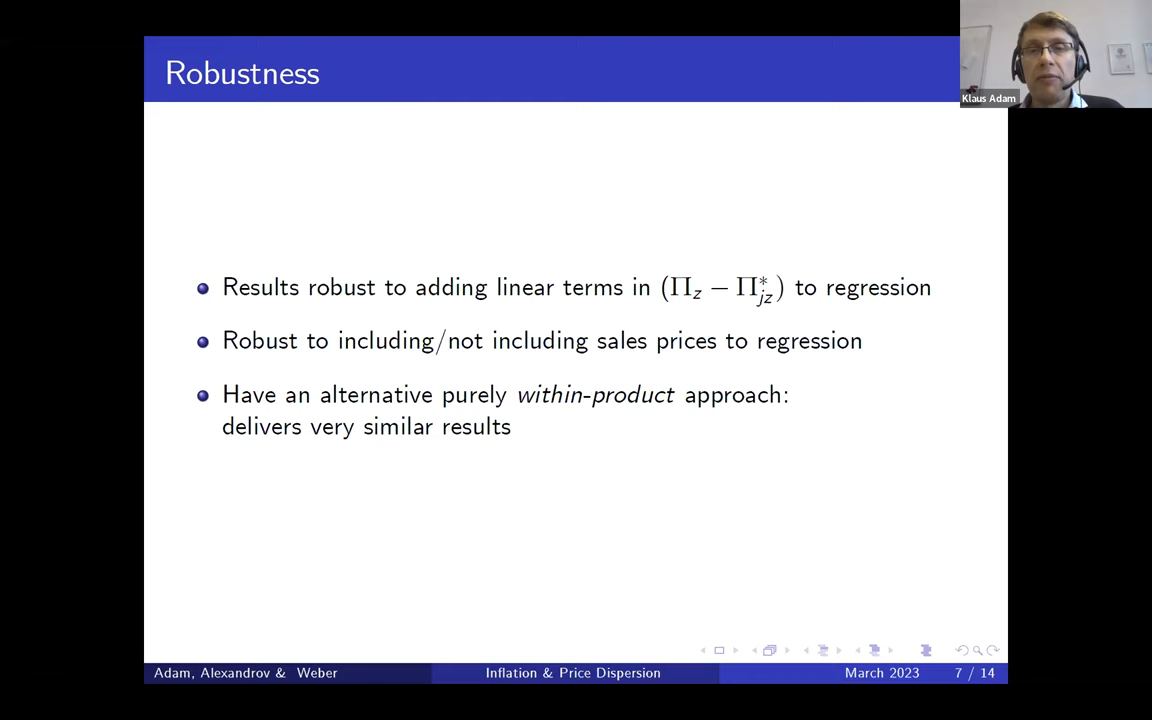 Robustness
Klaus Adam
Results robust to adding linear terms in (Π_z − Π*_jz) to regression
Robust to including/not including sales prices to regression
Have an alternative purely within-product approach:
delivers very similar results
Adam, Alexandrov & Weber
Inflation & Price Dispersion
March 2023
7 / 14